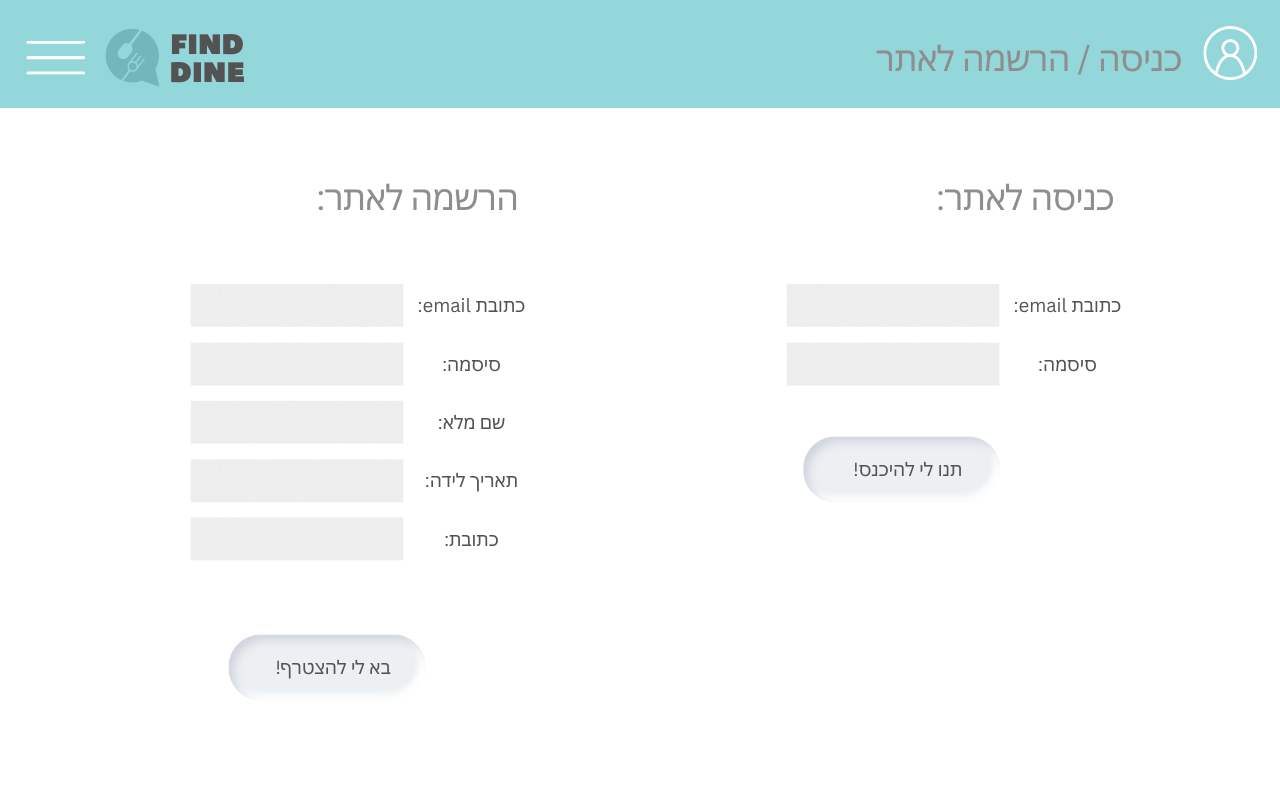 כניסה / הרשמה לאתר
FIND
DINE
כניסה לאתר:
כתובת email:
סיסמה:
תנו לי להיכנס!
הרשמה לאתר:
כתובת email:
סיסמה:
שם מלא:
תאריך לידה:
כתובת:
בא לי להצטרף!